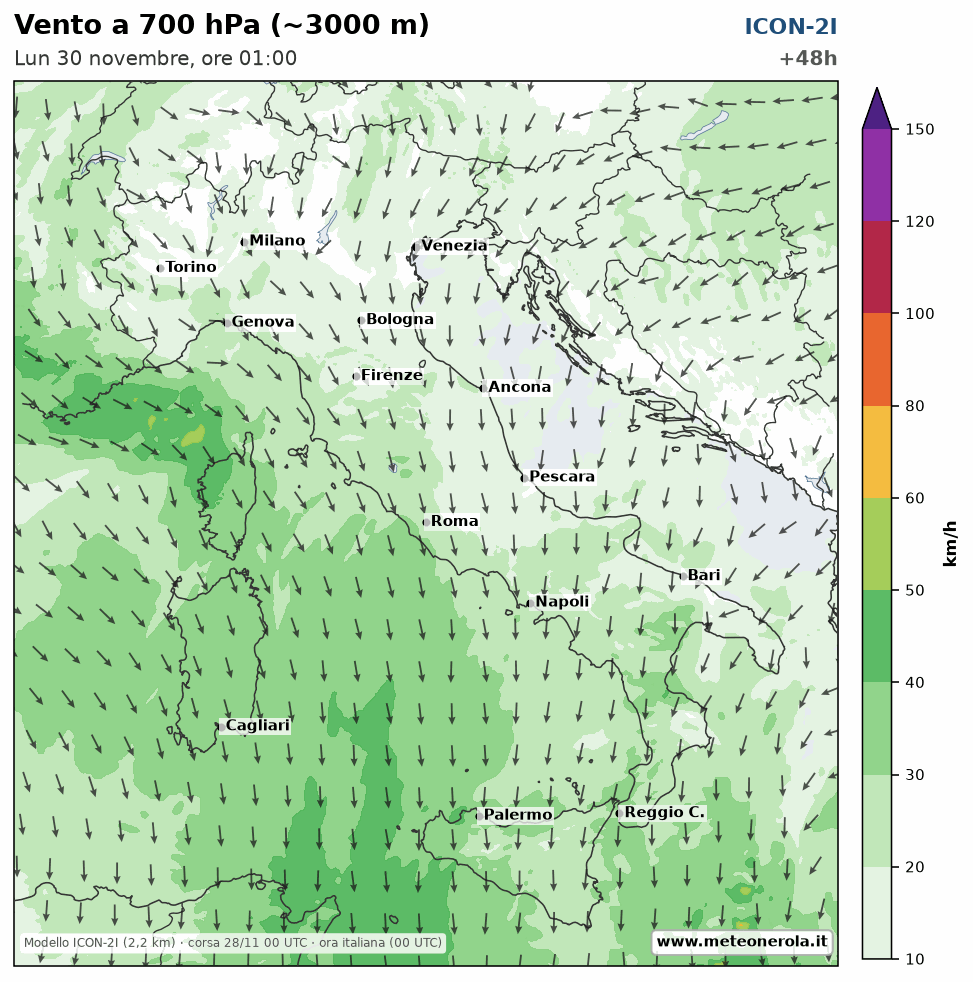 Vento a 700 hPa (~3000 m)
ICON-2I
Lun 30 novembre, ore 01:00
+48h
150
120
100
80
60
50
40
30
20
10
km/h
Milano
Venezia
Torino
Genova
Bologna
Firenze
Ancona
Pescara
Roma
Bari
Napoli
Cagliari
Palermo
Reggio C.
Modello ICON-2I (2,2 km) · corsa 28/11 00 UTC · ora italiana (00 UTC)
www.meteonerola.it